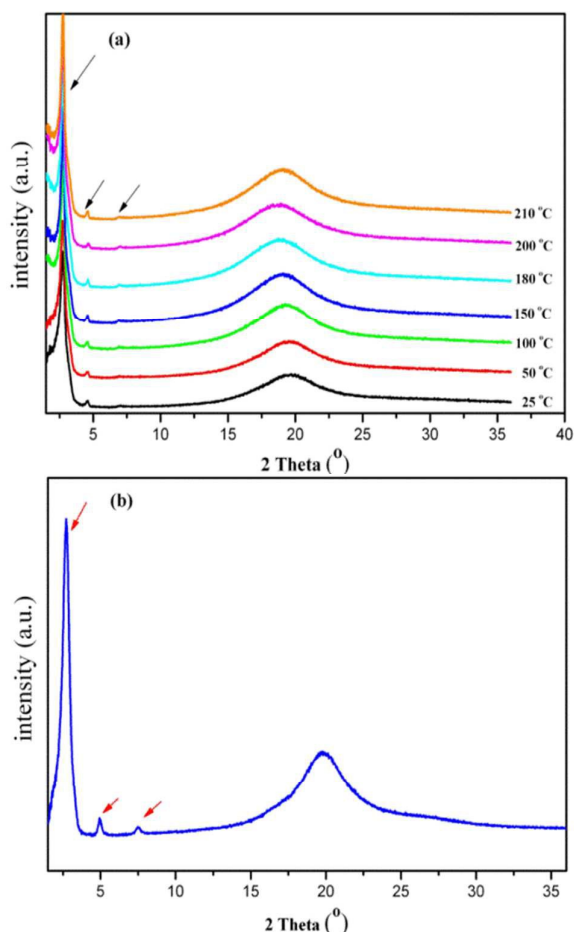 (a)
intensity (a.u.)
210 °C
200 °C
180 °C
150 °C
100 °C
50 °C
25 °C
5 10 15 20 25 30 35 40
2 Theta (°)
(b)
intensity (a.u.)
5 10 15 20 25 30 35
2 Theta (°)